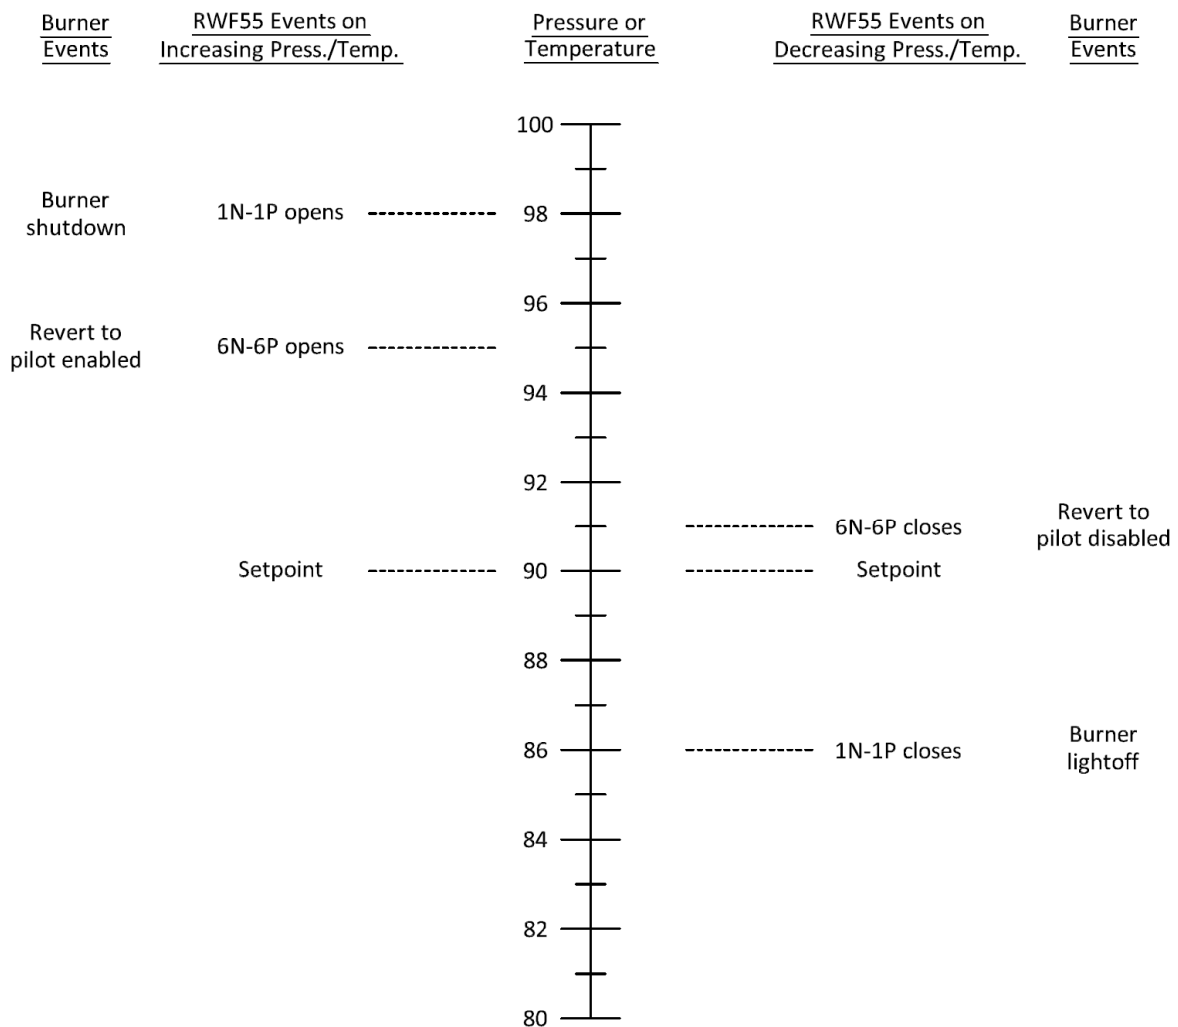 Burner
Events
RWF55 Events on
Increasing Press./Temp.
Pressure or
Temperature
RWF55 Events on
Decreasing Press./Temp.
Burner
Events
100
Burner
shutdown
1N-1P opens
98
96
Revert to
pilot enabled
6N-6P opens
94
92
6N-6P closes
Revert to
pilot disabled
Setpoint
90
Setpoint
88
86
1N-1P closes
Burner
lightoff
84
82
80